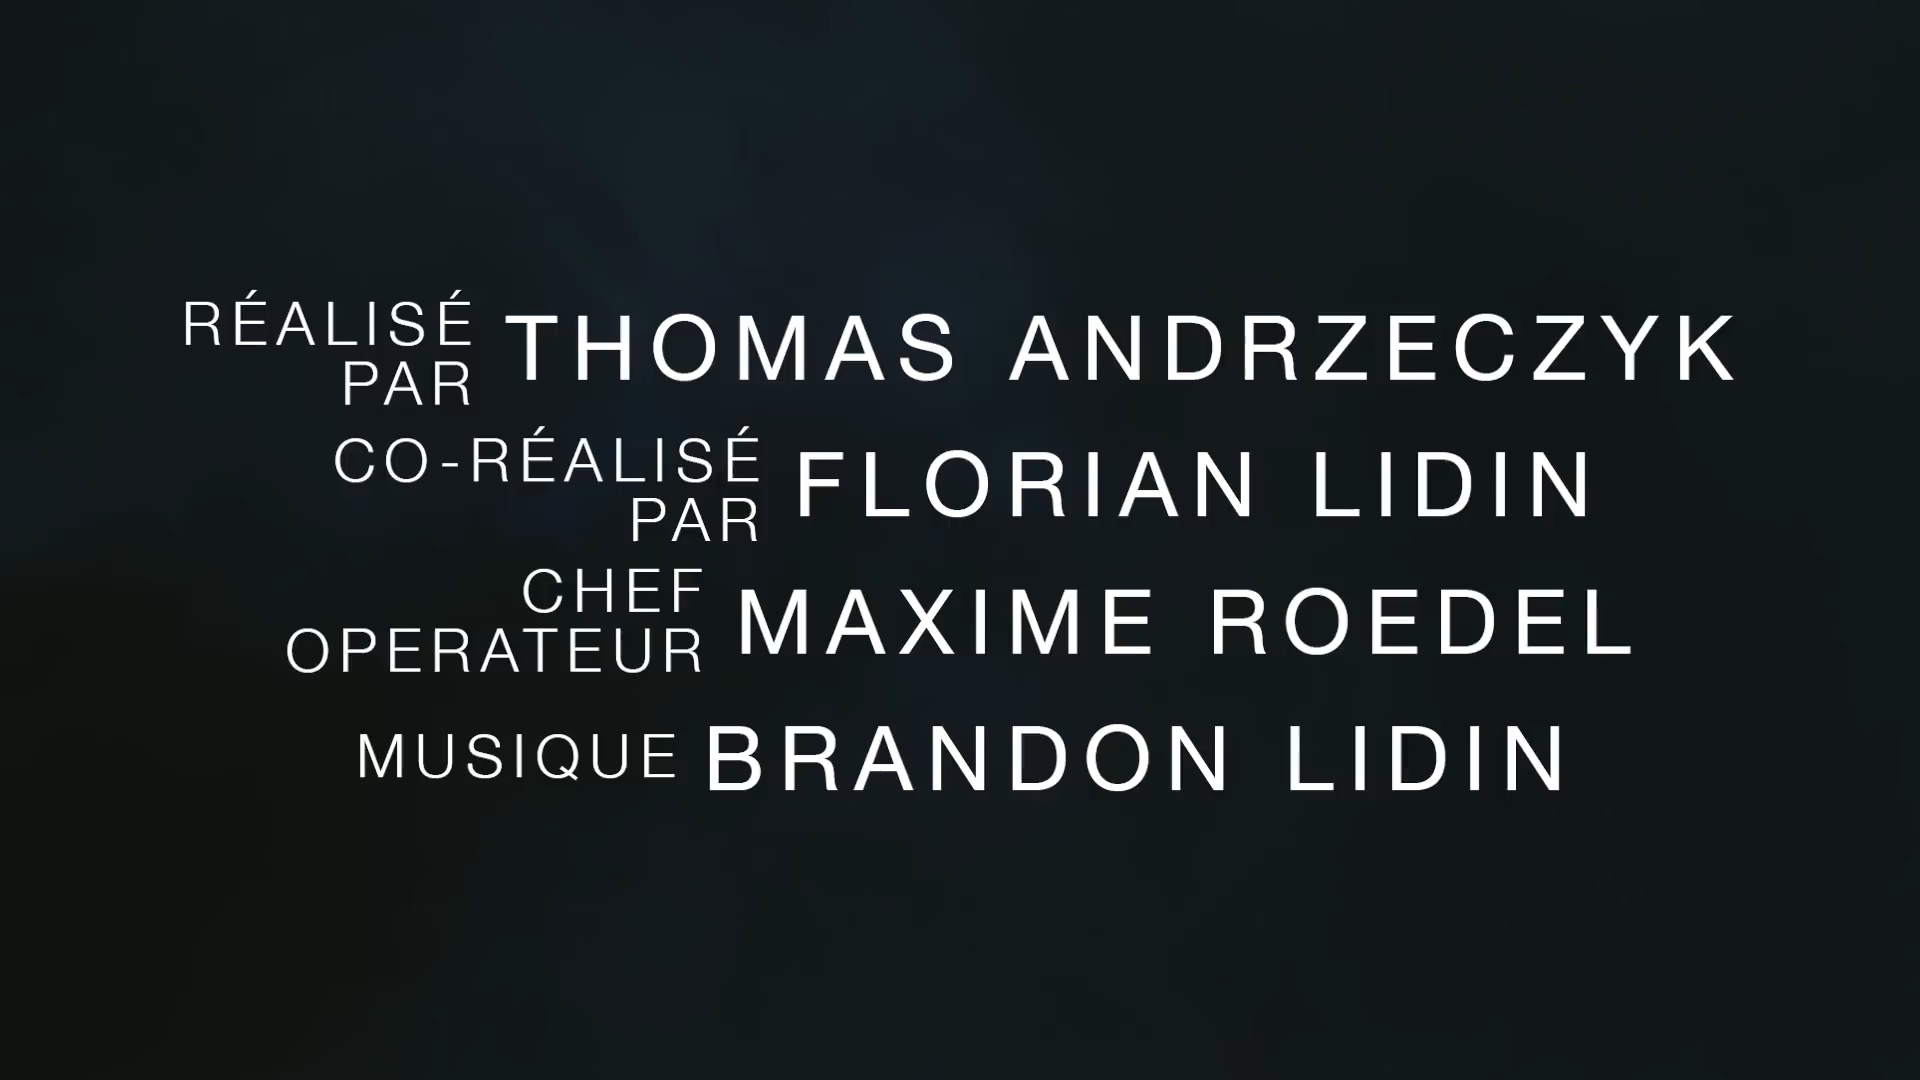 RÉALISÉ PAR THOMAS ANDRZECZYK
CO-RÉALISÉ PAR FLORIAN LIDIN
CHEF OPERATEUR MAXIME ROEDEL
MUSIQUE BRANDON LIDIN